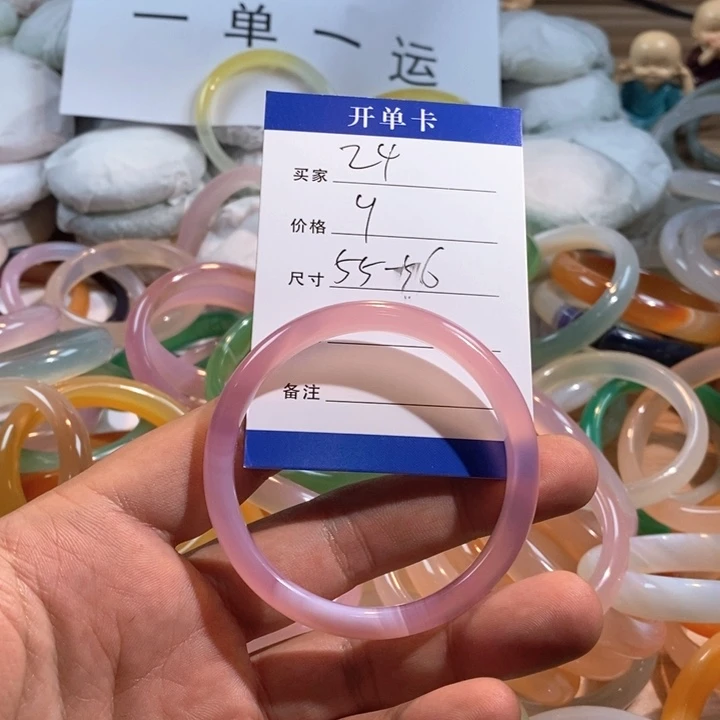 一单一运
开单卡
买家 24
价格 4
尺寸 55-56
备注